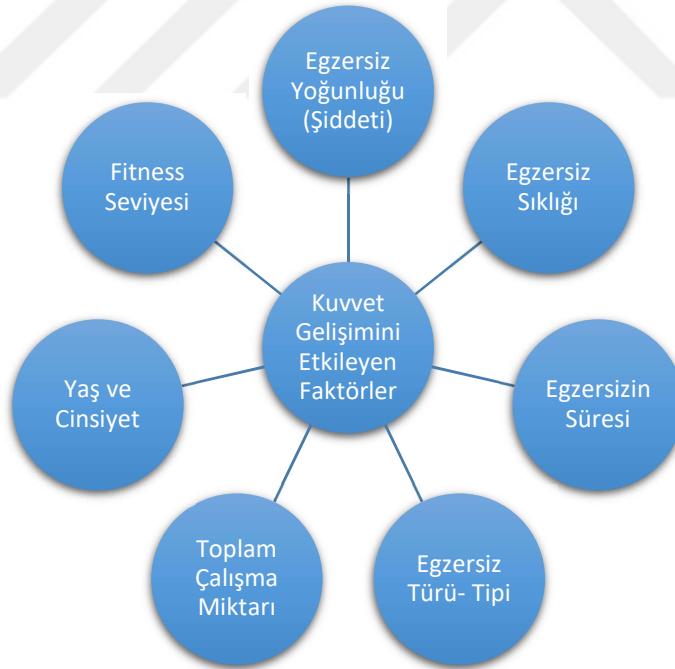 Egzersiz
Yoğunluğu
(Şiddeti)
Egzersiz
Sıklığı
Egzersizin
Süresi
Egzersiz
Türü- Tipi
Toplam
Çalışma
Miktarı
Yaş ve
Cinsiyet
Fitness
Seviyesi
Kuvvet
Gelişimini
Etkileyen
Faktörler